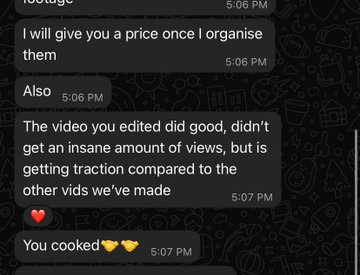 footage
5:06 PM
I will give you a price once I organise
them
5:06 PM
Also 5:06 PM
The video you edited did good, didn’t
get an insane amount of views, but is
getting traction compared to the
other vids we’ve made
5:07 PM
❤️
You cooked🤝🤝 5:07 PM